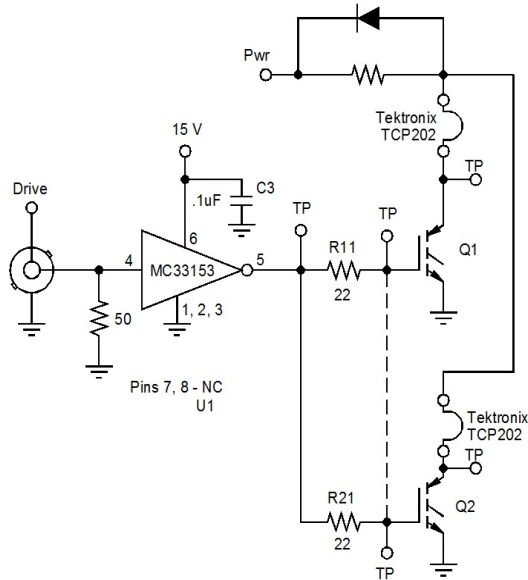 Pwr
Tektronix
TCP202
TP
15 V
C3
.1uF
Drive
TP
TP
6
4
MC33153
5
R11
Q1
22
1, 2, 3
50
Pins 7, 8 - NC
U1
Tektronix
TCP202
TP
R21
Q2
22
TP